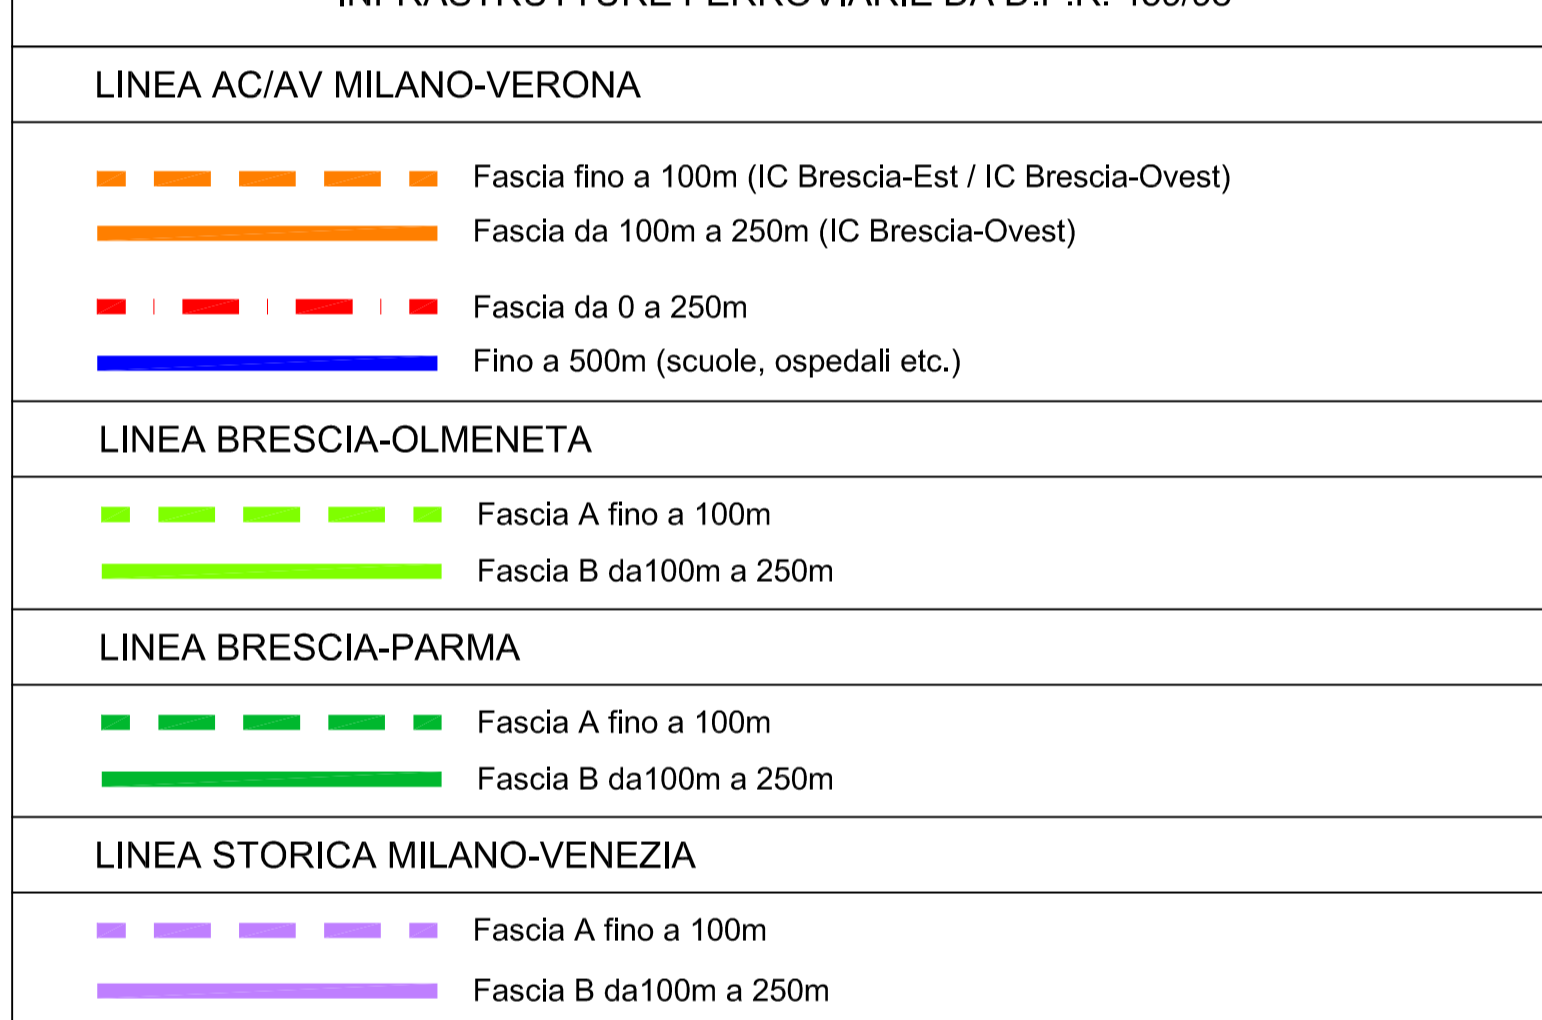 INFRASTRUTTURE FERROVIARIE DA D.P.R.
LINEA AC/AV MILANO-VERONA
Fascia fino a 100m (IC Brescia-Est / IC Brescia-Ovest)
Fascia da 100m a 250m (IC Brescia-Ovest)
Fascia da 0 a 250m
Fino a 500m (scuole, ospedali etc.)
LINEA BRESCIA-OLMENETA
Fascia A fino a 100m
Fascia B da100m a 250m
LINEA BRESCIA-PARMA
Fascia A fino a 100m
Fascia B da100m a 250m
LINEA STORICA MILANO-VENEZIA
Fascia A fino a 100m
Fascia B da100m a 250m